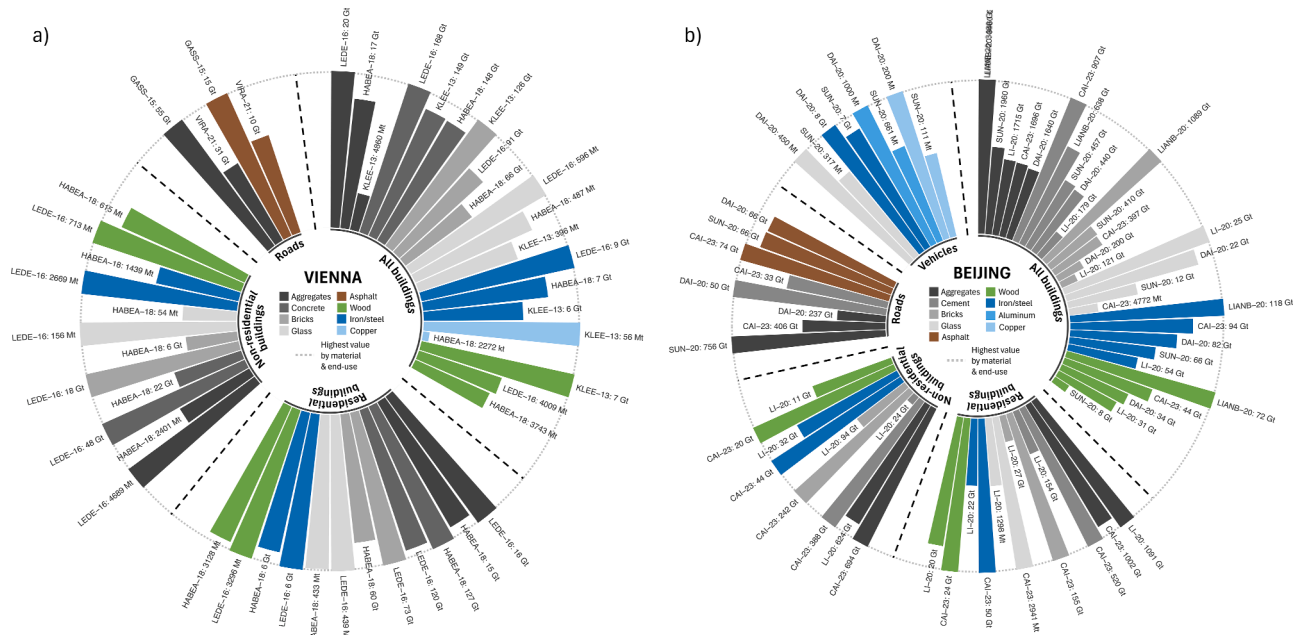 a)
VIENNA
Aggregates
Concrete
Bricks
Glass
Asphalt
Wood
Iron/steel
Copper
Highest value
by material
& end-use
All buildings
LEDE–16: 20 Gt
HABEA–18: 17 Gt
KLEE–13: 4860 Mt
LEDE–16: 168 Gt
KLEE–13: 149 Gt
HABEA–18: 148 Gt
KLEE–13: 126 Gt
LEDE–16: 91 Gt
HABEA–18: 66 Gt
LEDE–16: 596 Mt
HABEA–18: 487 Mt
KLEE–13: 396 Mt
LEDE–16: 9 Gt
HABEA–18: 7 Gt
KLEE–13: 6 Gt
KLEE–13: 56 Mt
HABEA–18: 2272 kt
KLEE–13: 7 Gt
LEDE–16: 4009 Mt
HABEA–18: 3743 Mt
Residential
buildings
LEDE–16: 16 Gt
HABEA–18: 15 Gt
HABEA–18: 127 Gt
LEDE–16: 120 Gt
LEDE–16: 73 Gt
HABEA–18: 60 Gt
LEDE–16: 439 M
ABEA–18: 433 Mt
LEDE–16: 6 Gt
HABEA–18: 6 Gt
LEDE–16: 3296 Mt
HABEA–18: 3128 Mt
Non-residential
buildings
LEDE–16: 4689 Mt
HABEA–18: 2401 Mt
LEDE–16: 48 Gt
HABEA–18: 22 Gt
LEDE–16: 18 Gt
HABEA–18: 6 Gt
LEDE–16: 156 Mt
HABEA–18: 54 Mt
LEDE–16: 2669 Mt
HABEA–18: 1439 Mt
LEDE–16: 713 Mt
HABEA–18: 615 Mt
Roads
GASS–15: 55 Gt
VIRA–21: 31 Gt
GASS–15: 15 Gt
VIRA–21: 10 Gt
b)
BEIJING
Aggregates
Cement
Bricks
Glass
Asphalt
Wood
Iron/steel
Aluminum
Copper
Highest value
by material
& end-use
All buildings
SUN–20: 1960 Gt
LI–20: 1715 Gt
CAI–23: 1696 Gt
DAI–20: 1640 Gt
CAI–23: 907 Gt
LIANB–20: 638 Gt
SUN–20: 457 Gt
DAI–20: 440 Gt
LI–20: 179 Gt
LIANB–20: 1089 Gt
SUN–20: 410 Gt
CAI–23: 397 Gt
DAI–20: 200 Gt
LI–20: 121 Gt
LI–20: 25 Gt
DAI–20: 22 Gt
SUN–20: 12 Gt
CAI–23: 4772 Mt
LIANB–20: 118 Gt
CAI–23: 94 Gt
DAI–20: 82 Gt
SUN–20: 66 Gt
LI–20: 54 Gt
LIANB–20: 72 Gt
CAI–23: 44 Gt
DAI–20: 34 Gt
LI–20: 31 Gt
SUN–20: 8 Gt
Residential
buildings
LI–20: 1091 Gt
CAI–23: 1002 Gt
CAI–23: 520 Gt
LI–20: 154 Gt
CAI–23: 155 Gt
LI–20: 27 Gt
CAI–23: 2941 Mt
LI–20: 1298 Mt
CAI–23: 50 Gt
LI–20: 22 Gt
CAI–23: 24 Gt
LI–20: 20 Gt
Non-residential
buildings
CAI–23: 694 Gt
LI–20: 624 Gt
CAI–23: 388 Gt
LI–20: 24 Gt
CAI–23: 242 Gt
LI–20: 94 Gt
CAI–23: 44 Gt
LI–20: 32 Gt
CAI–23: 20 Gt
LI–20: 11 Gt
Roads
SUN–20: 756 Gt
CAI–23: 406 Gt
DAI–20: 237 Gt
DAI–20: 50 Gt
CAI–23: 33 Gt
CAI–23: 74 Gt
SUN–20: 66 Gt
DAI–20: 66 Gt
Vehicles
DAI–20: 450 Mt
SUN–20: 317 Mt
DAI–20: 8 Gt
SUN–20: 7 Gt
DAI–20: 1000 Mt
SUN–20: 661 Mt
DAI–20: 200 Mt
SUN–20: 111 Mt